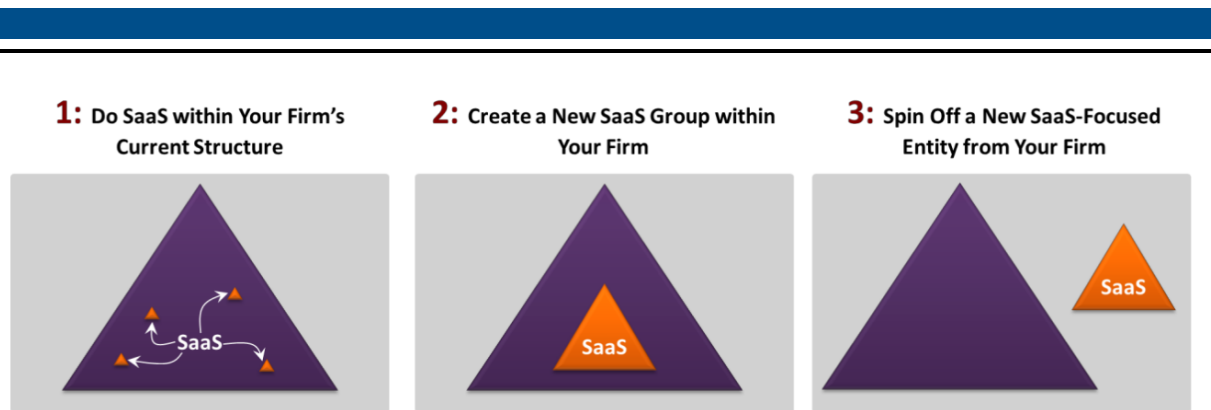 1: Do SaaS within Your Firm's
Current Structure
2: Create a New SaaS Group within
Your Firm
3: Spin Off a New SaaS-Focused
Entity from Your Firm
SaaS
SaaS
SaaS